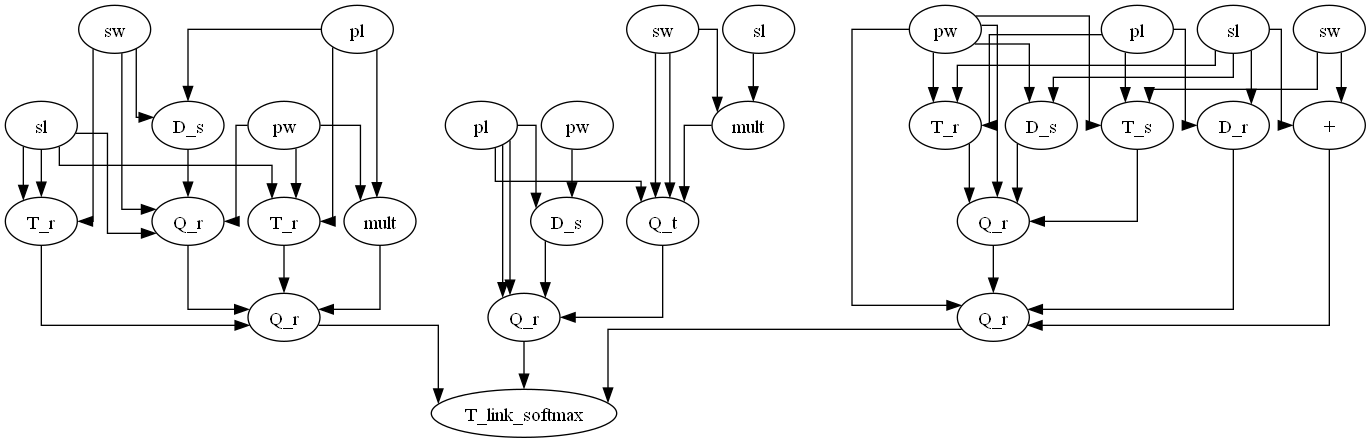 sw
pl
sw
sl
pw
pl
sl
sw
sl
D_s
pw
pl
pw
mult
T_r
D_s
T_s
D_r
+
T_r
Q_r
T_r
mult
D_s
Q_t
Q_r
Q_r
Q_r
Q_r
T_link_softmax